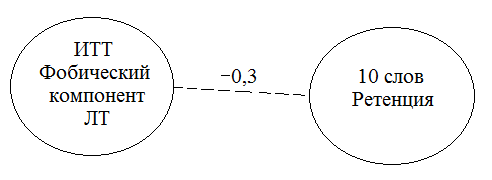 ИТТ
Фобический
компонент
ЛТ
−0,3
10 слов
Ретенция